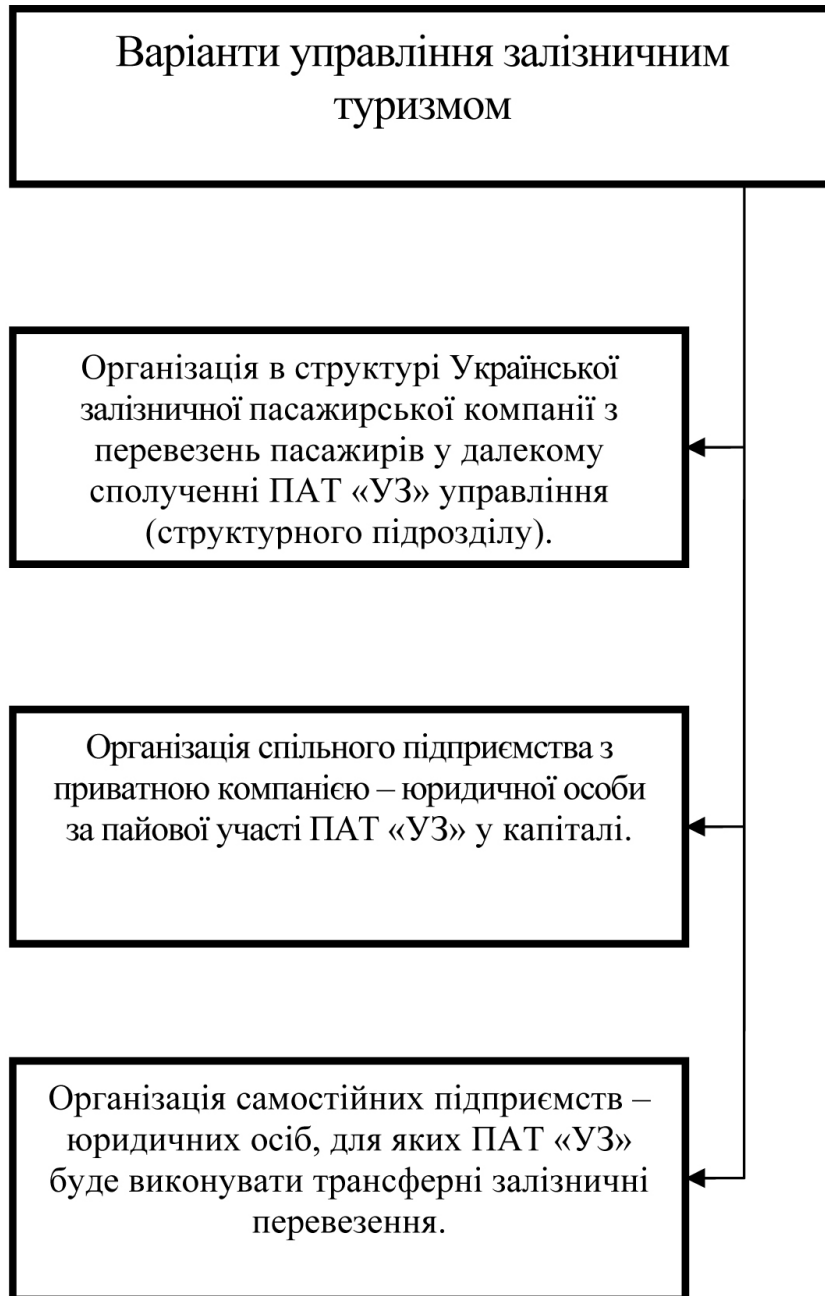 Варіанти управління залізничним
туризмом
Організація в структурі Української
залізничної пасажирської компанії з
перевезень пасажирів у далекому
сполученні ПАТ «УЗ» управління
(структурного підрозділу).
Організація спільного підприємства з
приватною компанією – юридичної особи
за пайової участі ПАТ «УЗ» у капіталі.
Організація самостійних підприємств –
юридичних осіб, для яких ПАТ «УЗ»
буде виконувати трансферні залізничні
перевезення.